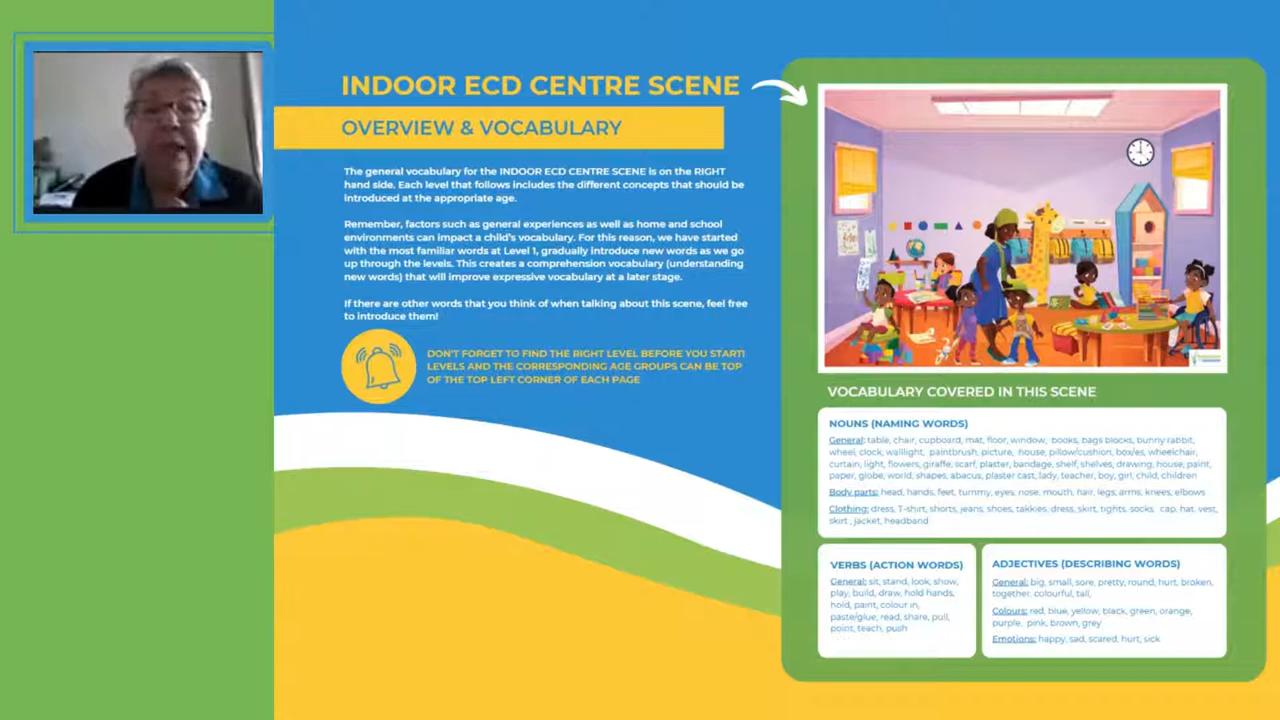 INDOOR ECD CENTRE SCENE
OVERVIEW & VOCABULARY
The general vocabulary for the INDOOR ECD CENTRE SCENE is on the RIGHT
hand side. Each level that follows includes the different concepts that should be
introduced at the appropriate age.
Remember, factors such as general experiences as well as home and school
environments can impact a child's vocabulary. For this reason, we have started
with the most familiar words at Level 1, gradually introduce new words as we go
up through the levels. This creates a comprehension vocabulary (understanding
new words) that will improve expressive vocabulary at a later stage.
If there are other words that you think of when talking about this scene, feel free
to introduce them!
DON'T FORGET TO FIND THE RIGHT LEVEL BEFORE YOU START!
LEVELS AND THE CORRESPONDING AGE GROUPS CAN BE TOP
OF THE TOP LEFT CORNER OF EACH PAGE
VOCABULARY COVERED IN THIS SCENE
NOUNS (NAMING WORDS)
General: table, chair, cupboard, mat, floor, window, books, bags blocks, bunny rabbit,
wheel, clock, walllight, paintbrush, picture, house, pillow/cushion, box/es, wheelchair,
curtain, light, flowers, giraffe, scarf, plaster, bandage, shelf, shelves, drawing, house, paint,
paper, globe, world, shapes, abacus, plaster cast, lady, teacher, boy, girl, child, children
Body parts: head, hands, feet, tummy, eyes, nose, mouth, hair, legs, arms, knees, elbows
Clothing: dress, T-shirt, shorts, jeans, shoes, takkies, dress, skirt, tights, socks, cap, hat, vest,
skirt , jacket, headband
VERBS (ACTION WORDS)
General: sit, stand, look, show,
play, build, draw, hold hands,
hold, paint, colour in,
paste/glue, read, share, pull,
point, teach, push
ADJECTIVES (DESCRIBING WORDS)
General: big, small, sore, pretty, round, hurt, broken,
together, colourful, tall,
Colours: red, blue, yellow, black, green, orange,
purple, pink, brown, grey
Emotions: happy, sad, scared, hurt, sick